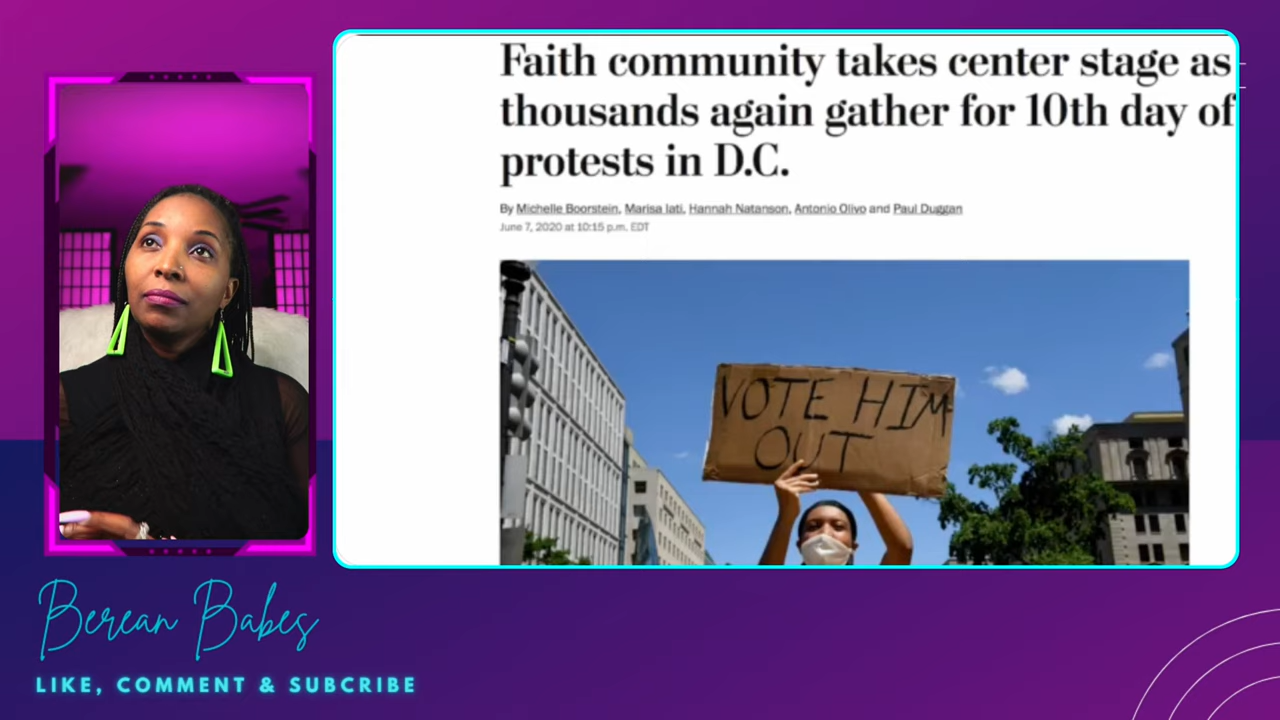 Faith community takes center stage as
thousands again gather for 10th day of
protests in D.C.
By Michelle Boorstein, Marisa Iati, Hannah Natanson, Antonio Olivo and Paul Duggan
June 7, 2020 at 10:15 p.m. EDT
VOTE HIM
OUT
Berean Babes
LIKE, COMMENT & SUBCRIBE